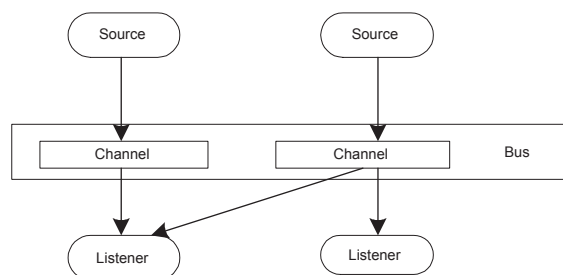 Source
Source
Channel
Channel
Bus
Listener
Listener